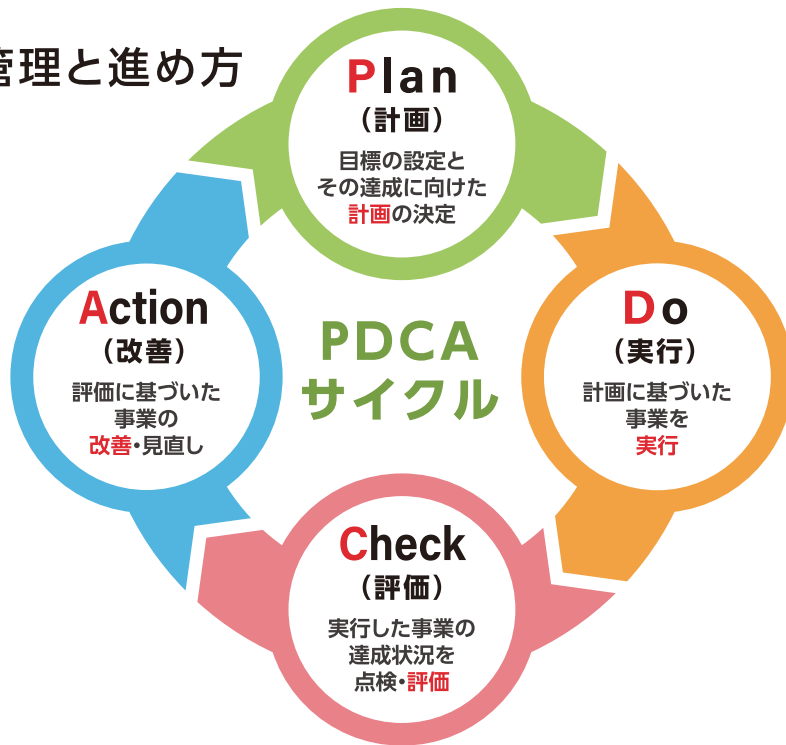 管理と進め方
Plan
（計画）
目標の設定と
その達成に向けた
計画の決定
Do
（実行）
計画に基づいた
事業を
実行
Check
（評価）
実行した事業の
達成状況を
点検・評価
Action
（改善）
評価に基づいた
事業の
改善・見直し
PDCA
サイクル